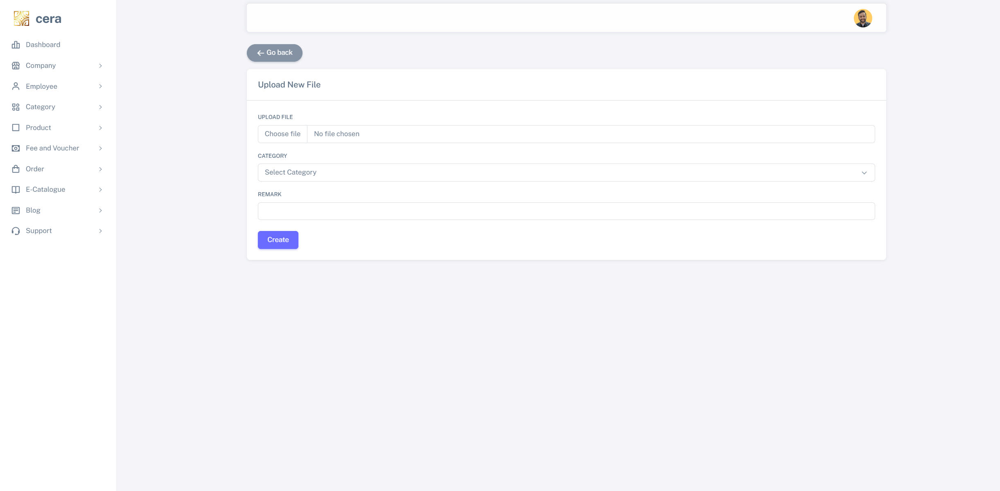 cera
Dashboard
Company
Employee
Category
Product
Fee and Voucher
Order
E-Catalogue
Blog
Support
Go back
Upload New File
UPLOAD FILE
Choose file No file chosen
CATEGORY
Select Category
REMARK
Create